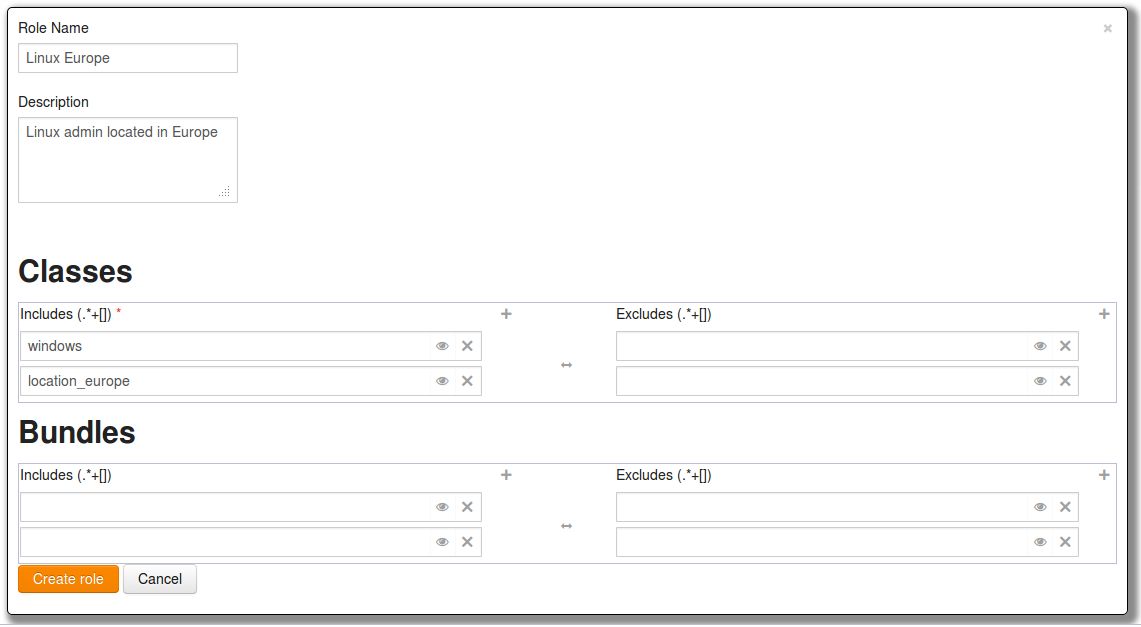 Role Name
Linux Europe
Description
Linux admin located in Europe
Classes
Includes (.*+[]) *
Excludes (.*+[])
windows
location_europe
Bundles
Includes (.*+[])
Excludes (.*+[])
Create role
Cancel